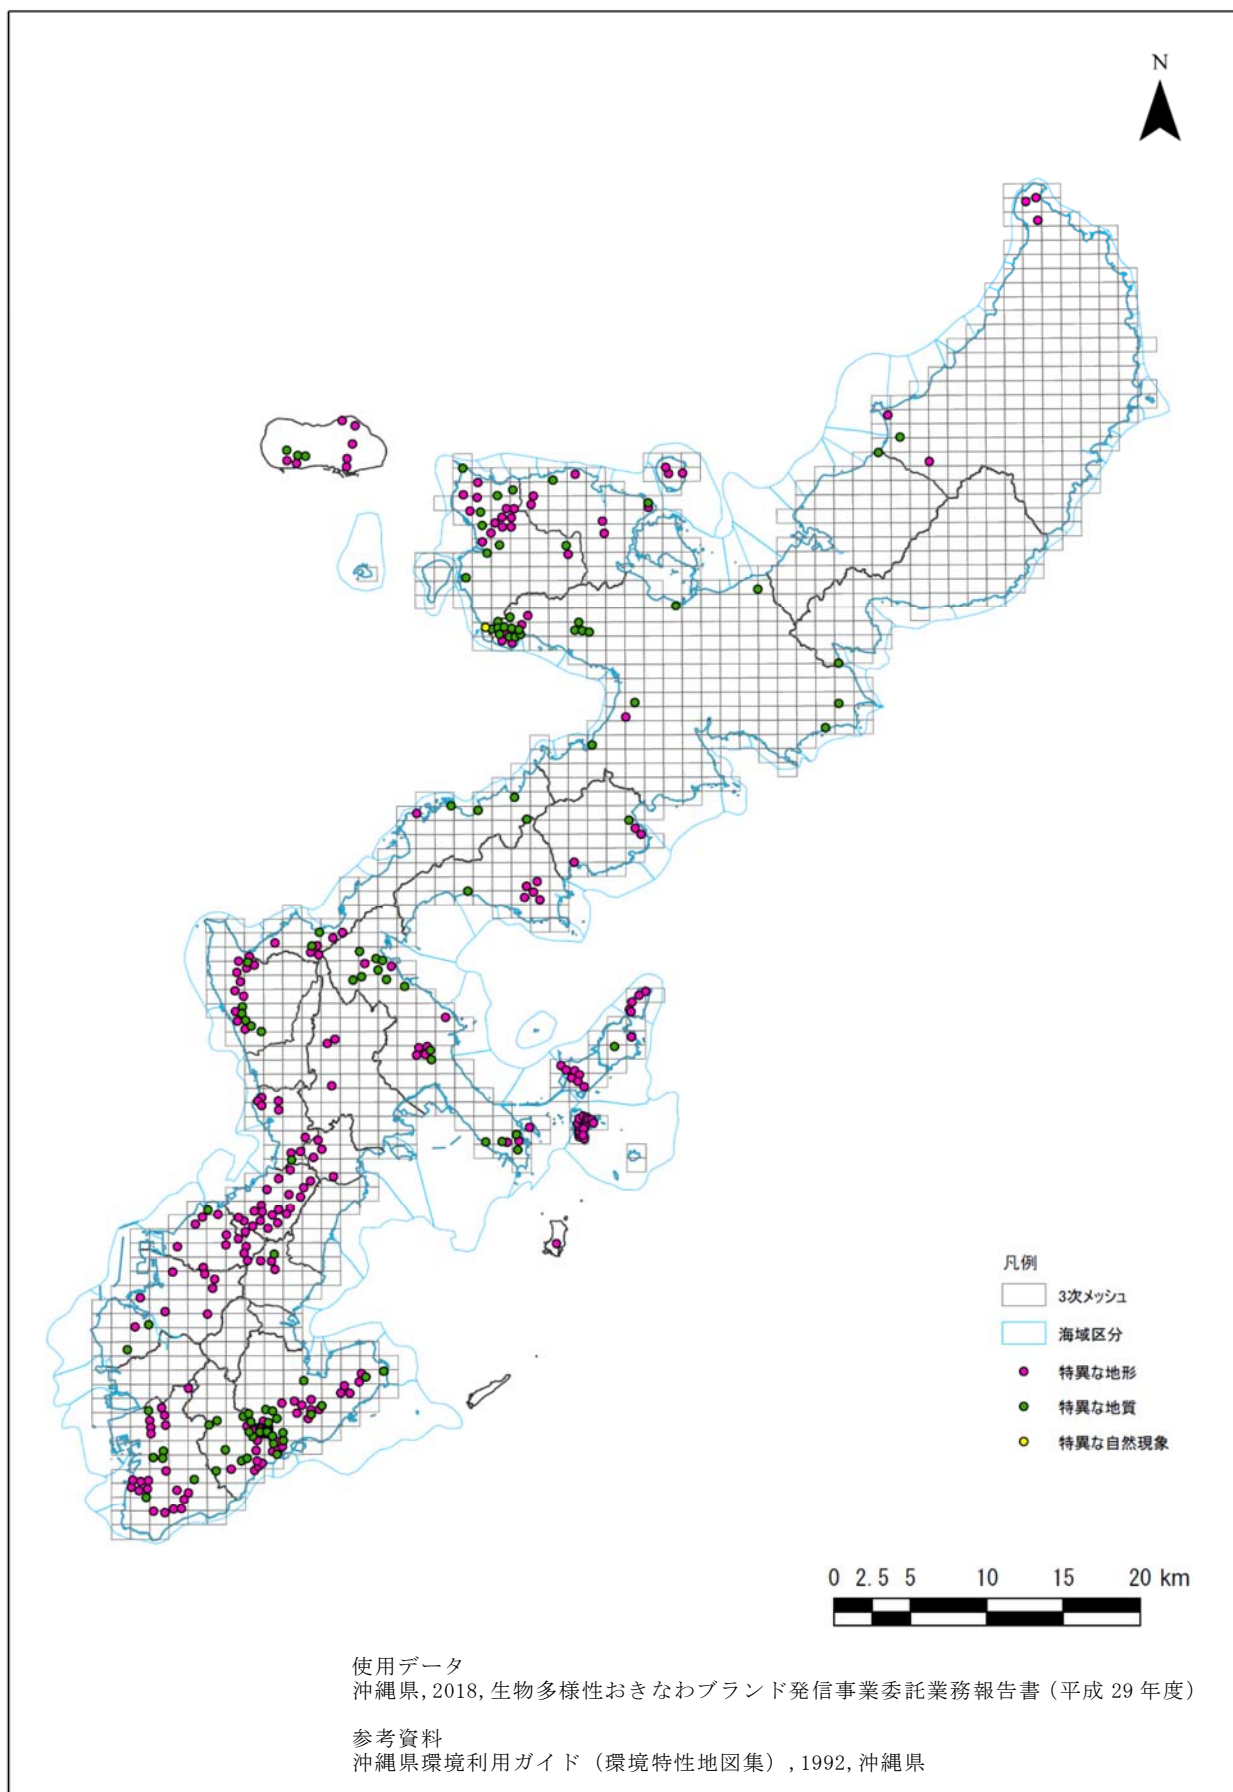 N
凡例
3次メッシュ
海域区分
特異な地形
特異な地質
特異な自然現象
0 2.5 5 10 15 20 km
使用データ
沖縄県,2018,生物多様性おきなわブランド発信事業委託業務報告書(平成 29 年度)
参考資料
沖縄県環境利用ガイド(環境特性地図集),1992,沖縄県